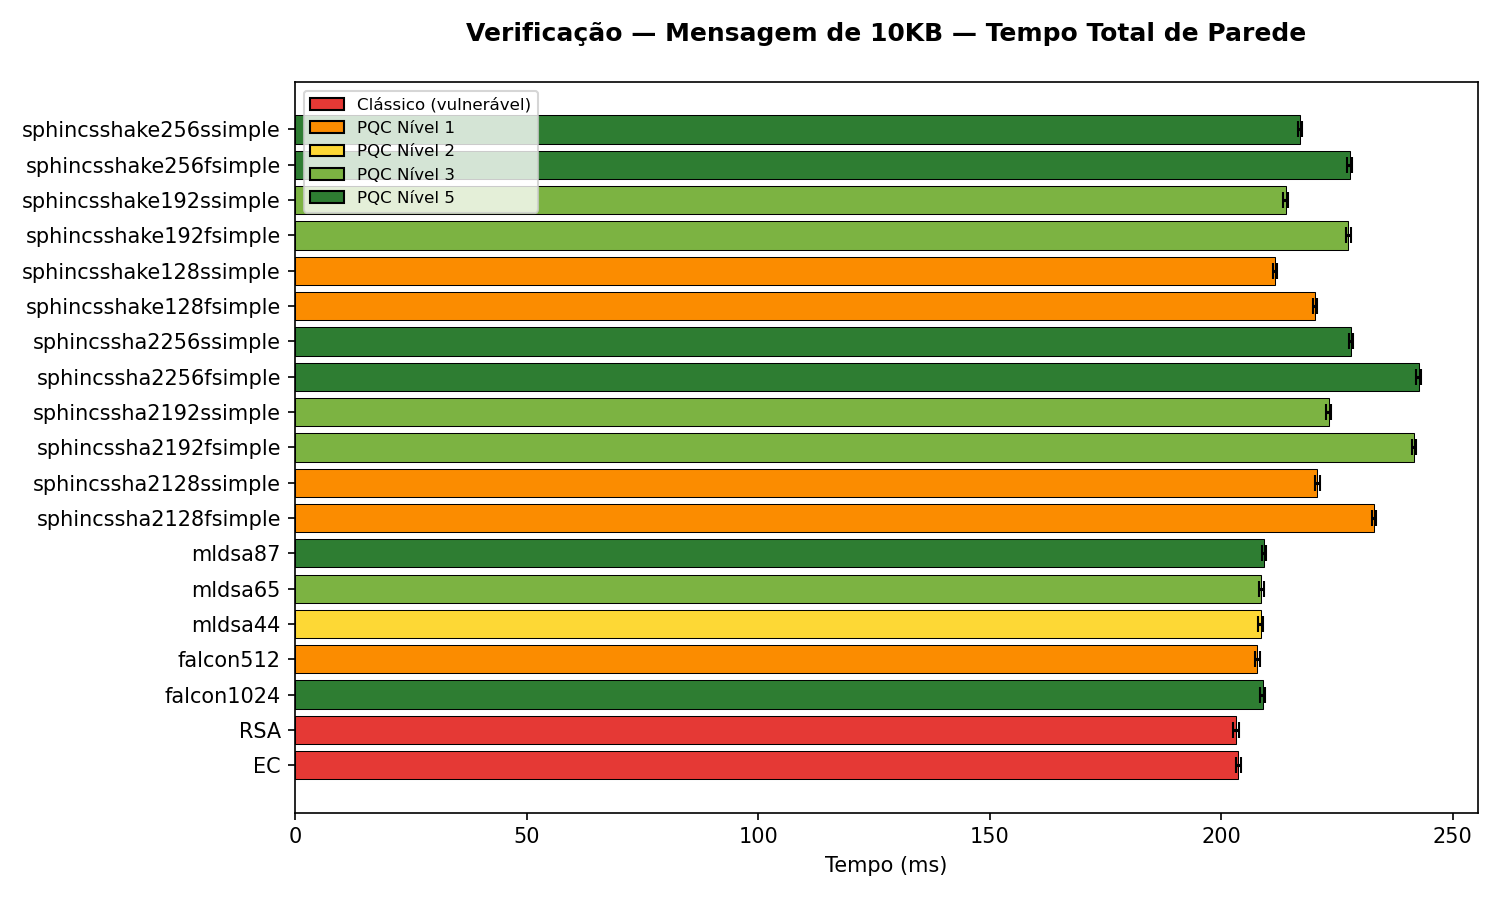 Verificação — Mensagem de 10KB — Tempo Total de Parede
Clássico (vulnerável)
PQC Nível 1
PQC Nível 2
PQC Nível 3
PQC Nível 5
sphincsshake256ssimple
sphincsshake256fsimple
sphincsshake192ssimple
sphincsshake192fsimple
sphincsshake128ssimple
sphincsshake128fsimple
sphincssha2256ssimple
sphincssha2256fsimple
sphincssha2192ssimple
sphincssha2192fsimple
sphincssha2128ssimple
sphincssha2128fsimple
mldsa87
mldsa65
mldsa44
falcon512
falcon1024
RSA
EC
0 50 100 150 200 250
Tempo (ms)